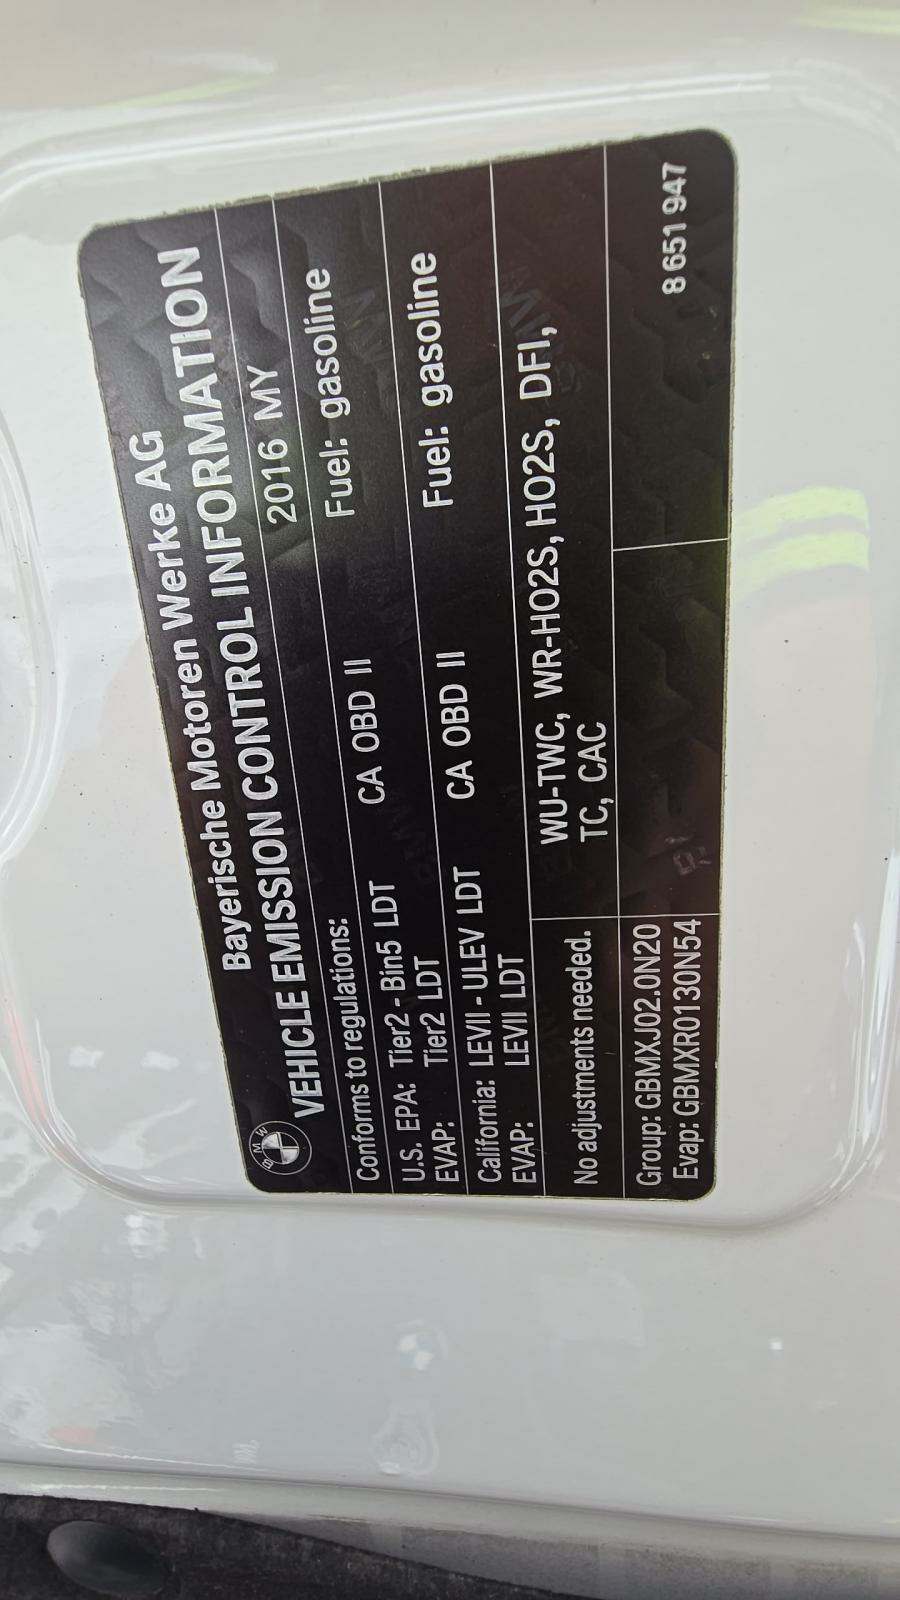 BMW
Bayerische Motoren Werke AG
VEHICLE EMISSION CONTROL INFORMATION
Conforms to regulations: 2016 MY
U.S. EPA: Tier2 - Bin5 LDT CA OBD II Fuel: gasoline
EVAP: Tier2 LDT
California: LEVII - ULEV LDT CA OBD II Fuel: gasoline
EVAP: LEVII LDT
No adjustments needed. WU-TWC, WR-HO2S, HO2S, DFI,
TC, CAC
Group: GBMXJ02.0N20
Evap: GBMXR0130N54
8 651 947